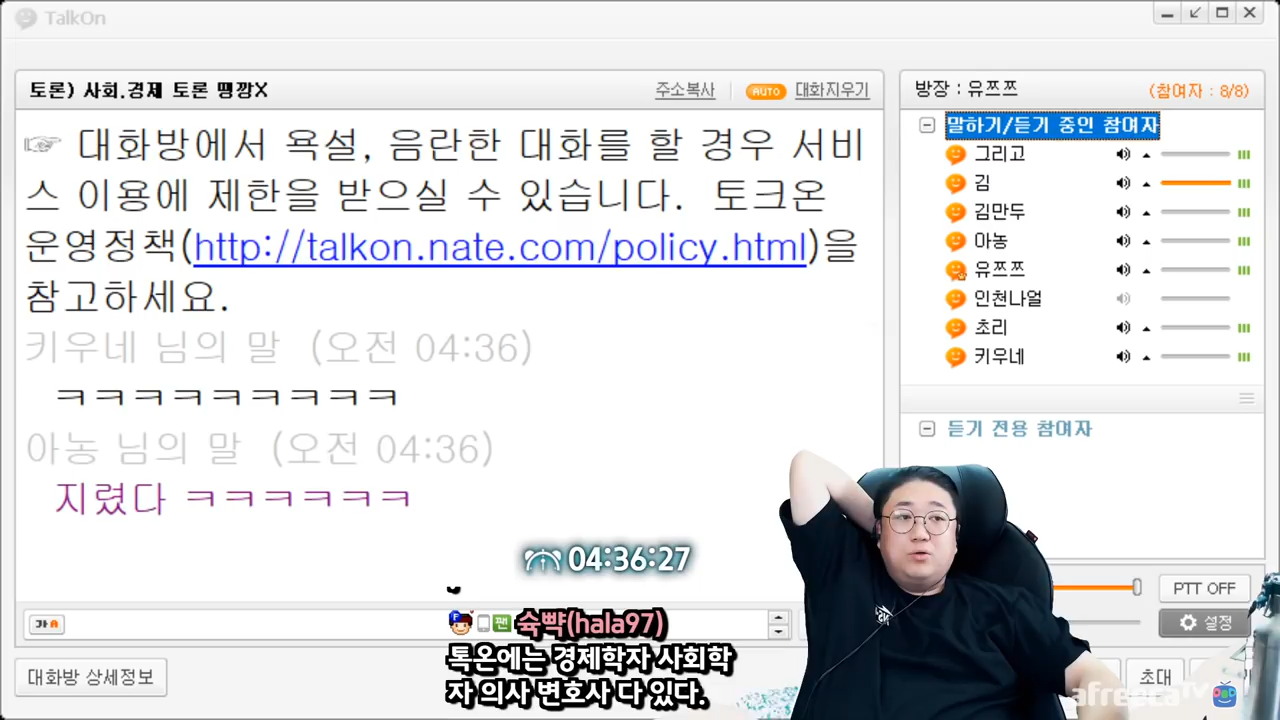 TalkOn
토론) 사회.경제 토론 땡깡X
주소복사
AUTO
대화지우기
☞ 대화방에서 욕설, 음란한 대화를 할 경우 서비
스 이용에 제한을 받으실 수 있습니다. 토크온
운영정책(http://talkon.nate.com/policy.html)을
참고하세요.
키우네 님의 말 (오전 04:36)
ㅋㅋㅋㅋㅋㅋㅋㅋㅋ
아농 님의 말 (오전 04:36)
지렸다 ㅋㅋㅋㅋㅋㅋ
방장 : 유쯔쯔
(참여자 : 8/8)
말하기/듣기 중인 참여자
그리고
김
김만두
아농
유쯔쯔
인천나얼
초리
키우네
듣기 전용 참여자
04:36:27
PTT OFF
설정
가
팬 슉뺙(hala97)
톡온에는 경제학자 사회학
자 의사 변호사 다 있다.
대화방 상세정보
초대
afreecaTV